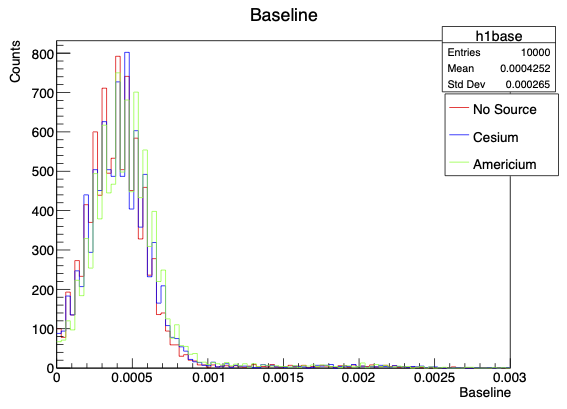 Baseline
h1base
Entries 10000
Mean 0.0004252
Std Dev 0.000265
No Source
Cesium
Americium
Counts
800
700
600
500
400
300
200
100
0
0 0.0005 0.001 0.0015 0.002 0.0025 0.003
Baseline